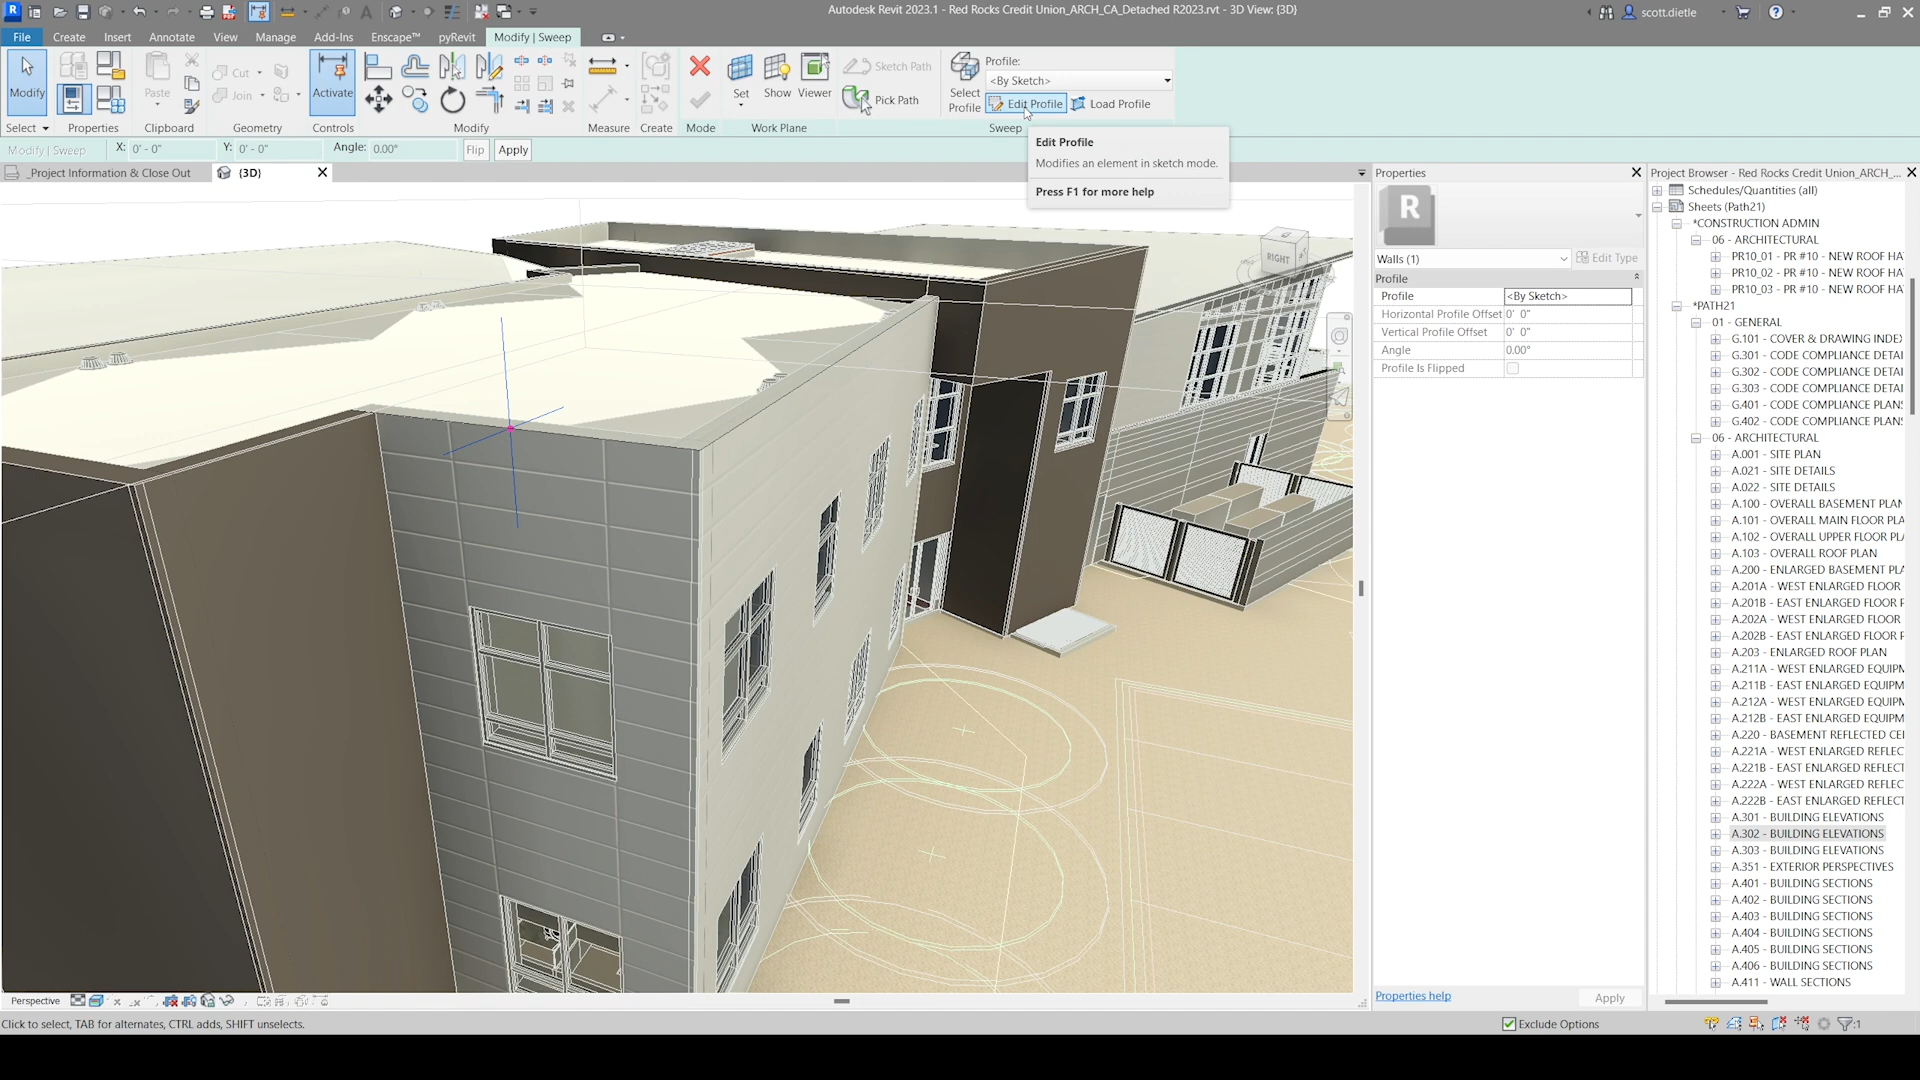 Autodesk Revit 2023.1 - Red Rocks Credit Union_ARCH_CA_Detached R2023.rvt - 3D View: {3D}
scott.dietle
File
Create
Insert
Annotate
View
Manage
Add-Ins
Enscape™
pyRevit
Modify | Sweep
Modify
Paste
Cut
Join
Activate
Set
Show
Viewer
Sketch Path
Pick Path
Select
Profile
Profile:
<By Sketch>
Edit Profile
Load Profile
Select
Properties
Clipboard
Geometry
Controls
Modify
Measure
Create
Mode
Work Plane
Sweep
Modify | Sweep
X: 0' - 0"
Y: 0' - 0"
Angle: 0.00°
Flip
Apply
Edit Profile
Modifies an element in sketch mode.
Press F1 for more help
_Project Information & Close Out
{3D}
RIGHT
Properties
R
Walls (1)
Edit Type
Profile
Profile <By Sketch>
Horizontal Profile Offset 0' 0"
Vertical Profile Offset 0' 0"
Angle 0.00°
Profile Is Flipped
Properties help
Apply
Project Browser - Red Rocks Credit Union_ARCH_...
Schedules/Quantities (all)
Sheets (Path21)
*CONSTRUCTION ADMIN
06 - ARCHITECTURAL
PR10_01 - PR #10 - NEW ROOF HA
PR10_02 - PR #10 - NEW ROOF HA
PR10_03 - PR #10 - NEW ROOF HA
*PATH21
01 - GENERAL
G.101 - COVER & DRAWING INDEX
G.301 - CODE COMPLIANCE DETAI
G.302 - CODE COMPLIANCE DETAI
G.303 - CODE COMPLIANCE DETAI
G.401 - CODE COMPLIANCE PLANS
G.402 - CODE COMPLIANCE PLANS
06 - ARCHITECTURAL
A.001 - SITE PLAN
A.021 - SITE DETAILS
A.022 - SITE DETAILS
A.100 - OVERALL BASEMENT PLAN
A.101 - OVERALL MAIN FLOOR PLA
A.102 - OVERALL UPPER FLOOR PL
A.103 - OVERALL ROOF PLAN
A.200 - ENLARGED BASEMENT PLA
A.201A - WEST ENLARGED FLOOR
A.201B - EAST ENLARGED FLOOR P
A.202A - WEST ENLARGED FLOOR
A.202B - EAST ENLARGED FLOOR P
A.203 - ENLARGED ROOF PLAN
A.211A - WEST ENLARGED EQUIPM
A.211B - EAST ENLARGED EQUIPM
A.212A - WEST ENLARGED EQUIPM
A.212B - EAST ENLARGED EQUIPM
A.220 - BASEMENT REFLECTED CEI
A.221A - WEST ENLARGED REFLEC
A.221B - EAST ENLARGED REFLECT
A.222A - WEST ENLARGED REFLEC
A.222B - EAST ENLARGED REFLECT
A.301 - BUILDING ELEVATIONS
A.302 - BUILDING ELEVATIONS
A.303 - BUILDING ELEVATIONS
A.351 - EXTERIOR PERSPECTIVES
A.401 - BUILDING SECTIONS
A.402 - BUILDING SECTIONS
A.403 - BUILDING SECTIONS
A.404 - BUILDING SECTIONS
A.405 - BUILDING SECTIONS
A.406 - BUILDING SECTIONS
A.411 - WALL SECTIONS
Perspective
Click to select, TAB for alternates, CTRL adds, SHIFT unselects.
Exclude Options
:1